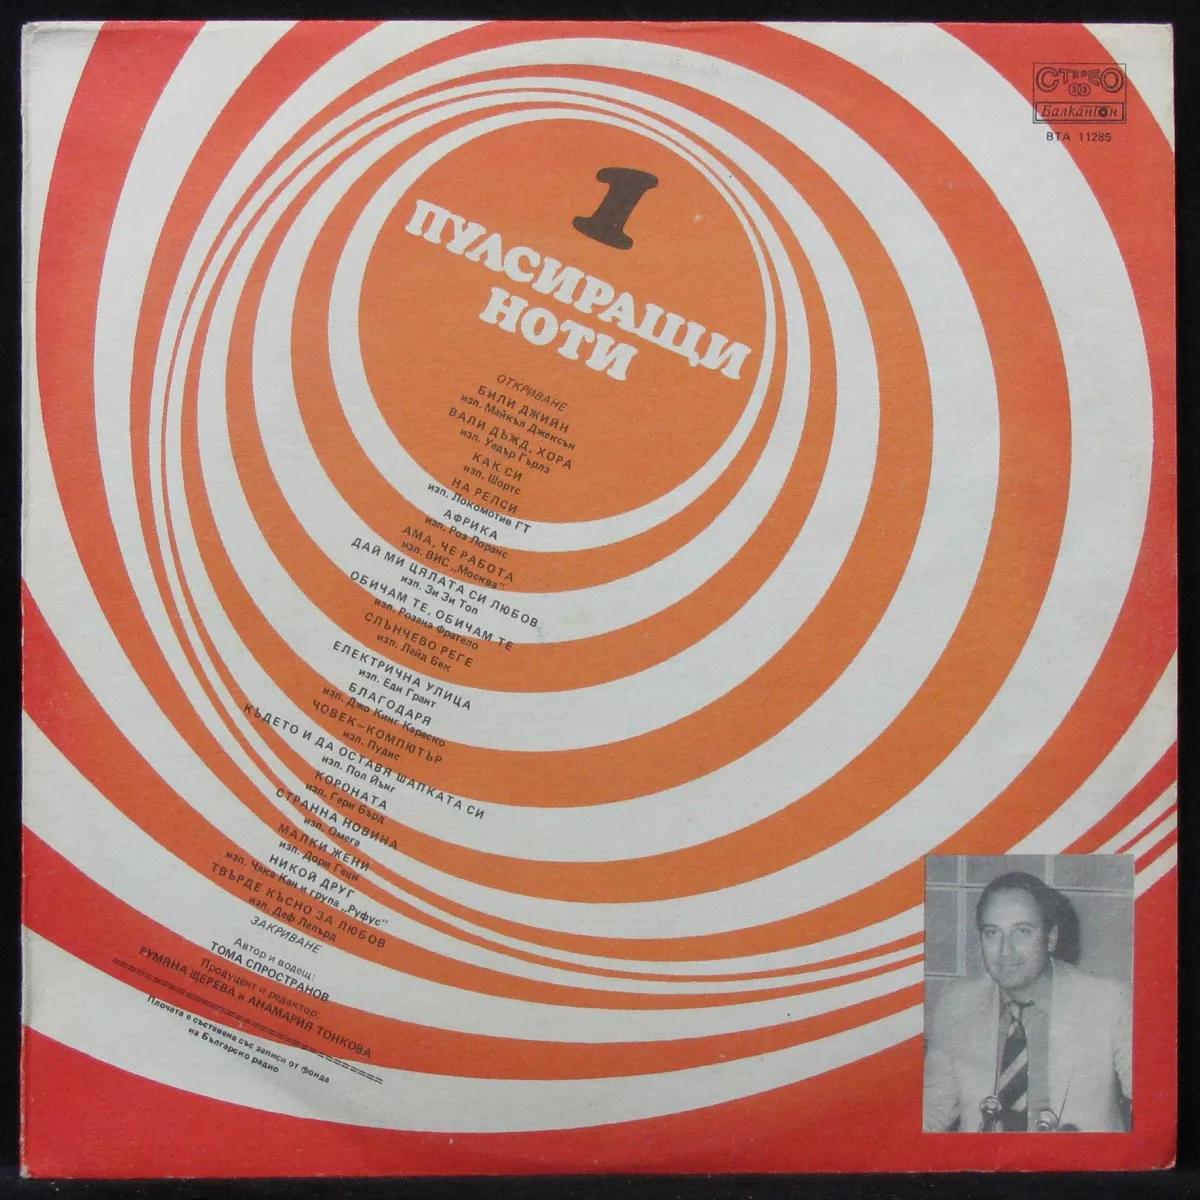 СТЕРЕО
33
Балкантон
ВТА 11285
1
ПУЛСИРАЩИ
НОТИ
ОТКРИВАНЕ
БИЛИ ДЖИЙН
изп. Майкъл Джексън
ВАЛИ ДЪЖД, ХОРА
изп. Уедър Гърлз
КАК СИ
изп. Шортс
НА РЕЛСИ
изп. Локомотив ГТ
АФРИКА
изп. Роз Лоранс
АМА, ЧЕ РАБОТА
изп. ВИС „Москва"
ДАЙ МИ ЦЯЛАТА СИ ЛЮБОВ
изп. Зи Зи Топ
ОБИЧАМ ТЕ, ОБИЧАМ ТЕ
изп. Розана Фратело
СЛЪНЧЕВО РЕГЕ
изп. Лейд Бек
ЕЛЕКТРИЧНА УЛИЦА
изп. Еди Грант
БЛАГОДАРЯ
изп. Джо Кинг Караско
ЧОВЕК–КОМПЮТЪР
изп. Пудис
КЪДЕТО И ДА ОСТАВЯ ШАПКАТА СИ
изп. Пол Йънг
КОРОНАТА
изп. Гери Бърд
СТРАННА НОВИНА
изп. Омега
МАЛКИ ЖЕНИ
изп. Дори Геци
НИКОЙ ДРУГ
изп. Чака Кан и група „Руфус"
ТВЪРДЕ КЪСНО ЗА ЛЮБОВ
изп. Деф Лепърд
ЗАКРИВАНЕ
Автор и водещ:
ТОМА СПРОСТРАНОВ
Продуцент и редактор:
РУМЯНА ЩЕРЕВА и АНАМАРИЯ ТОНКОВА
Плочата е съставена със записи от фонда
на Българско радио